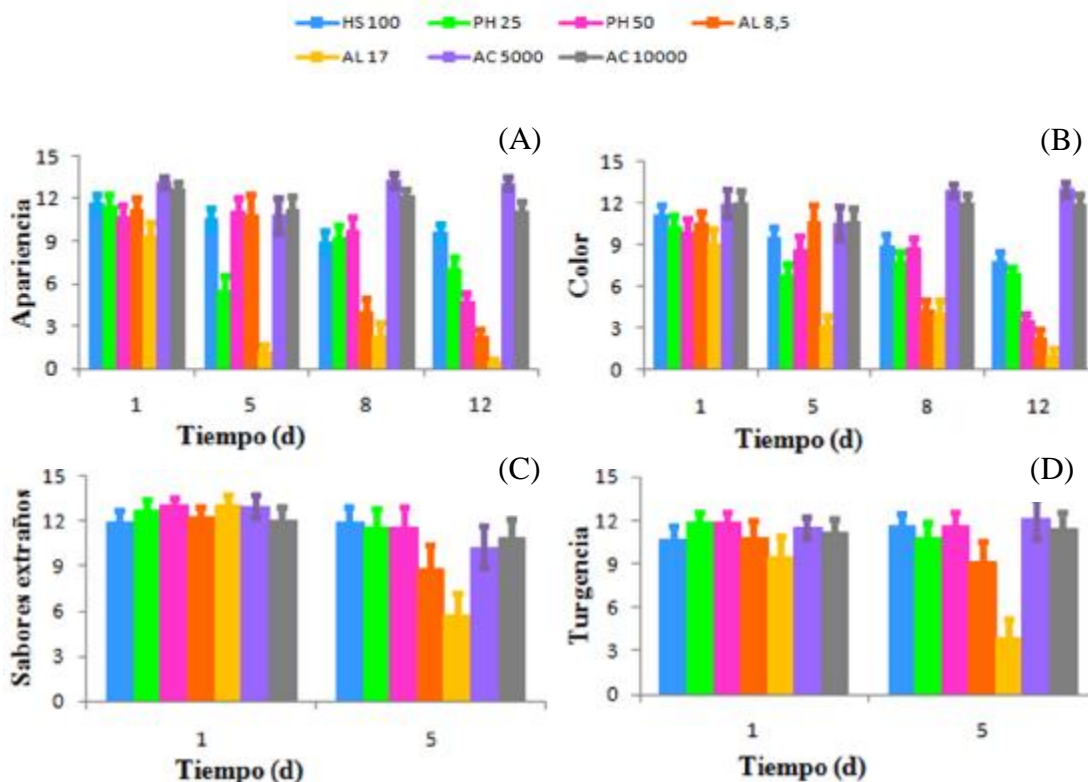 HS 100 PH 25 PH 50 AL 8,5
AL 17 AC 5000 AC 10000
(A)
Apariencia
15
12
9
6
3
0
1 5 8 12
Tiempo (d)
(B)
Color
15
12
9
6
3
0
1 5 8 12
Tiempo (d)
(C)
Sabores extraños
15
12
9
6
3
0
1 5
Tiempo (d)
(D)
Turgencia
15
12
9
6
3
0
1 5
Tiempo (d)